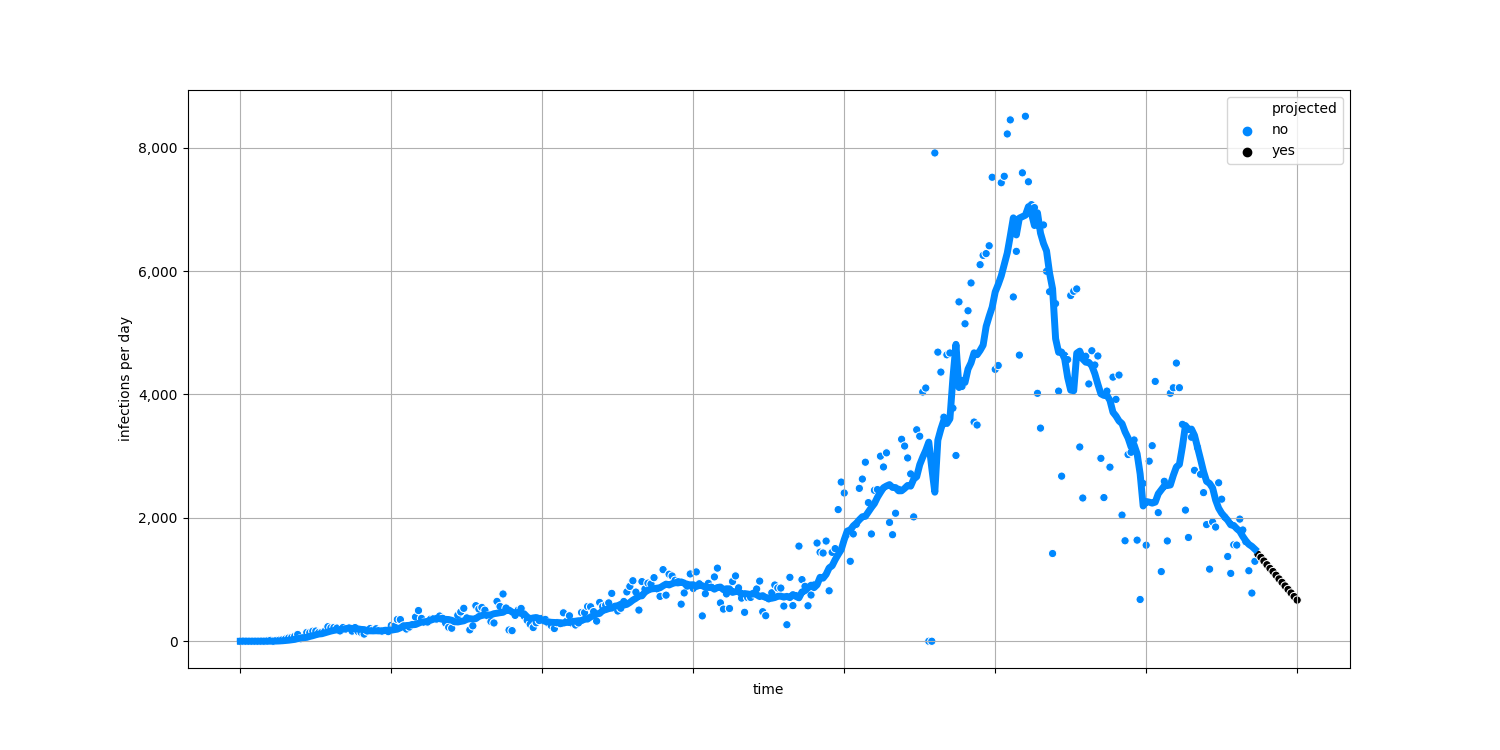 projected
no
yes
8,000
6,000
4,000
2,000
0
infections per day
time